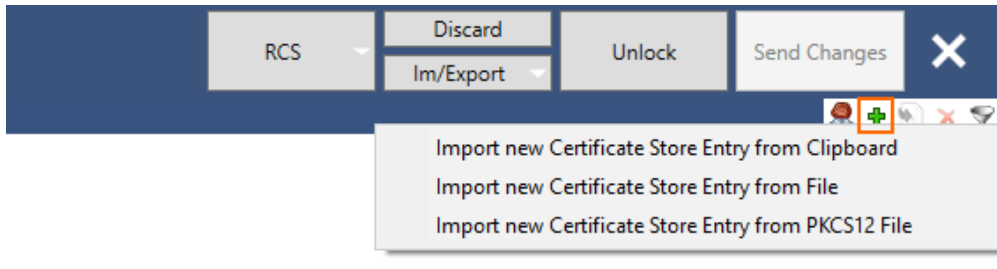 RCS
Discard
Im/Export
Unlock
Send Changes
Import new Certificate Store Entry from Clipboard
Import new Certificate Store Entry from File
Import new Certificate Store Entry from PKCS12 File